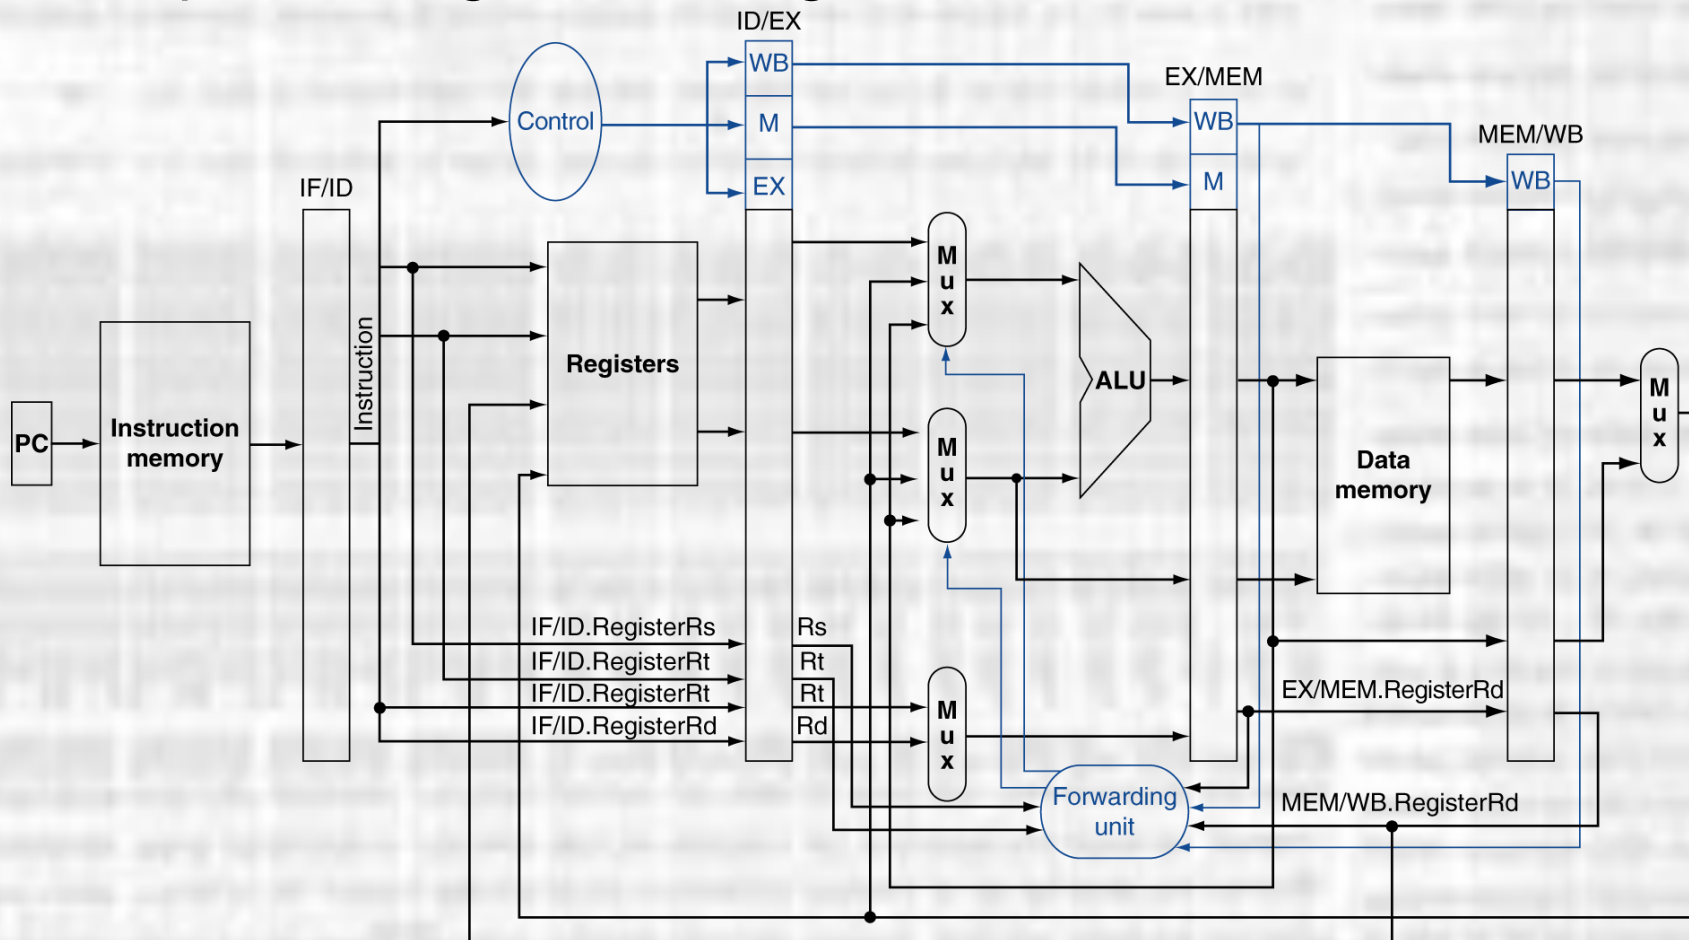 ID/EX
WB
EX/MEM
Control
M
WB
MEM/WB
IF/ID
EX
M
WB
M
u
x
Instruction
Registers
PC
Instruction
memory
ALU
M
u
x
M
u
x
Data
memory
IF/ID.RegisterRs
Rs
IF/ID.RegisterRt
Rt
IF/ID.RegisterRt
Rt
IF/ID.RegisterRd
Rd
M
u
x
EX/MEM.RegisterRd
Forwarding
unit
MEM/WB.RegisterRd